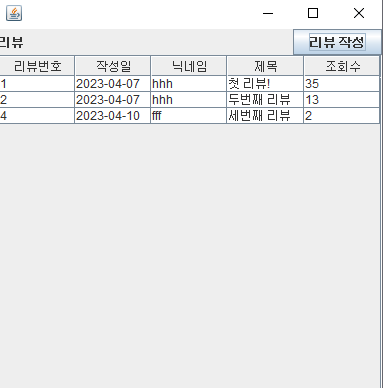 리뷰 리뷰 작성
리뷰번호 작성일 닉네임 제목 조회수
1 2023-04-07 hhh 첫 리뷰! 35
2 2023-04-07 hhh 두번째 리뷰 13
4 2023-04-10 fff 세번째 리뷰 2